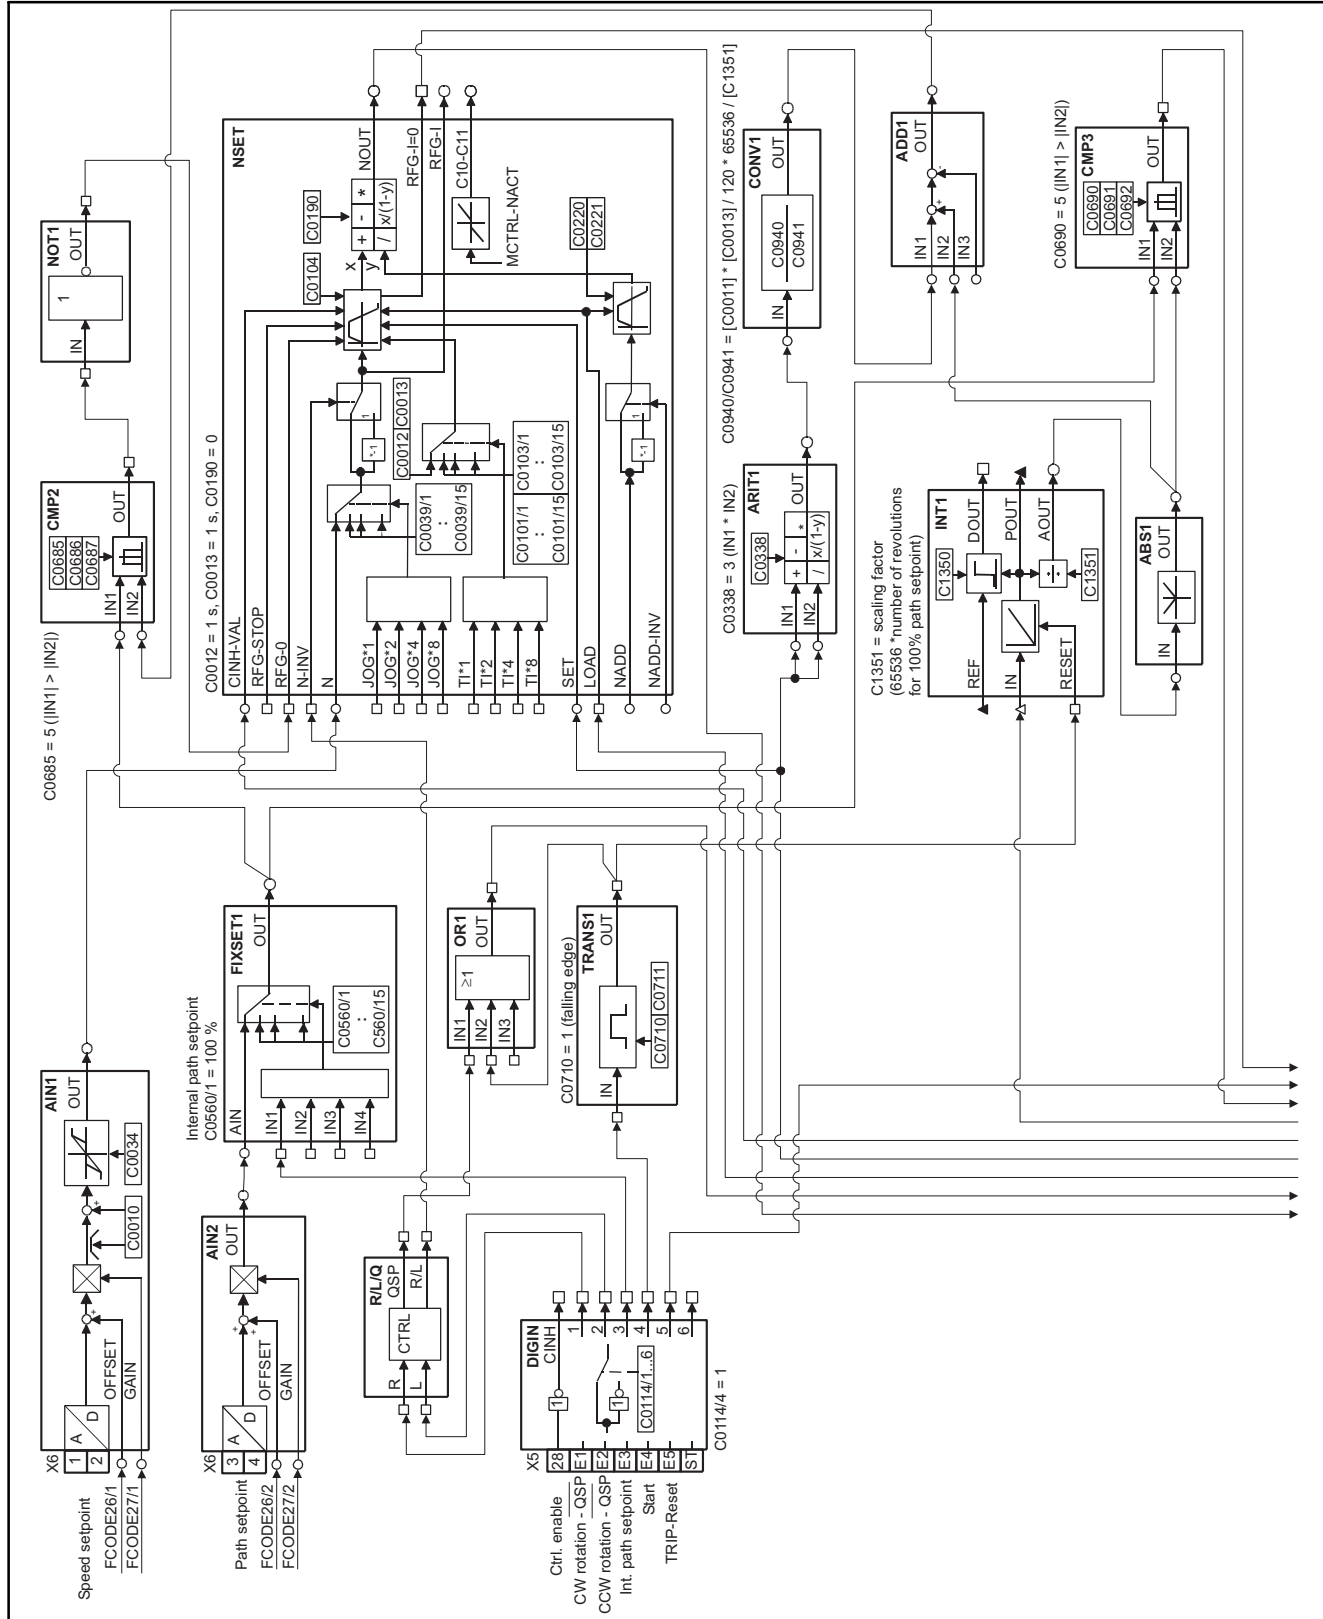 Speed setpoint
FCODE26/1
FCODE27/1
X6
1
2
A
D
OFFSET
GAIN
+
+
C0010
C0034
AIN1
OUT
Path setpoint
FCODE26/2
FCODE27/2
X6
3
4
A
D
OFFSET
GAIN
+
+
AIN2
OUT
Internal path setpoint
C0560/1 = 100 %
FIXSET1
AIN
IN1
IN2
IN3
IN4
C0560/1
:
:
C560/15
OUT
R/L/Q
R
L
CTRL
QSP
R/L
OR1
IN1
IN2
IN3
≥1
OUT
C0710 = 1 (falling edge)
TRANS1
IN
C0710
C0711
OUT
DIGIN
CINH
X5
28
E1
E2
E3
E4
E5
ST
1
1
1
2
3
4
5
6
C0114/1...6
C0114/4 = 1
Ctrl. enable
CW rotation - QSP
CCW rotation - QSP
Int. path setpoint
Start
TRIP-Reset
C0685 = 5 (|IN1| > |IN2|)
CMP2
C0685
C0686
C0687
IN1
IN2
OUT
NOT1
IN
1
OUT
C0012 = 1 s, C0013 = 1 s, C0190 = 0
NSET
CINH-VAL
RFG-STOP
RFG-0
N-INV
N
JOG*1
JOG*2
JOG*4
JOG*8
TI*1
TI*2
TI*4
TI*8
SET
LOAD
NADD
NADD-INV
C0039/1
:
:
C0039/15
*-1
1
C0012
C0013
C0101/1
:
:
C0101/15
C0103/1
:
:
C0103/15
*-1
1
C0104
C0190
x
y
+
-
*
/
x/(1-y)
NOUT
RFG-I=0
RFG-I
C10-C11
MCTRL-NACT
C0220
C0221
C0338 = 3 (IN1 * IN2)
ARIT1
C0338
IN1
IN2
+
-
*
/
x/(1-y)
OUT
C0940/C0941 = [C0011] * [C0013] / 120 * 65536 / [C1351]
CONV1
IN
C0940
C0941
OUT
C1351 = scaling factor
(65536 *number of revolutions
for 100% path setpoint)
INT1
REF
IN
RESET
C1350
C1351
DOUT
POUT
AOUT
ABS1
IN
OUT
ADD1
IN1
IN2
IN3
+
-
OUT
C0690 = 5 (|IN1| > |IN2|)
CMP3
C0690
C0691
C0692
IN1
IN2
OUT